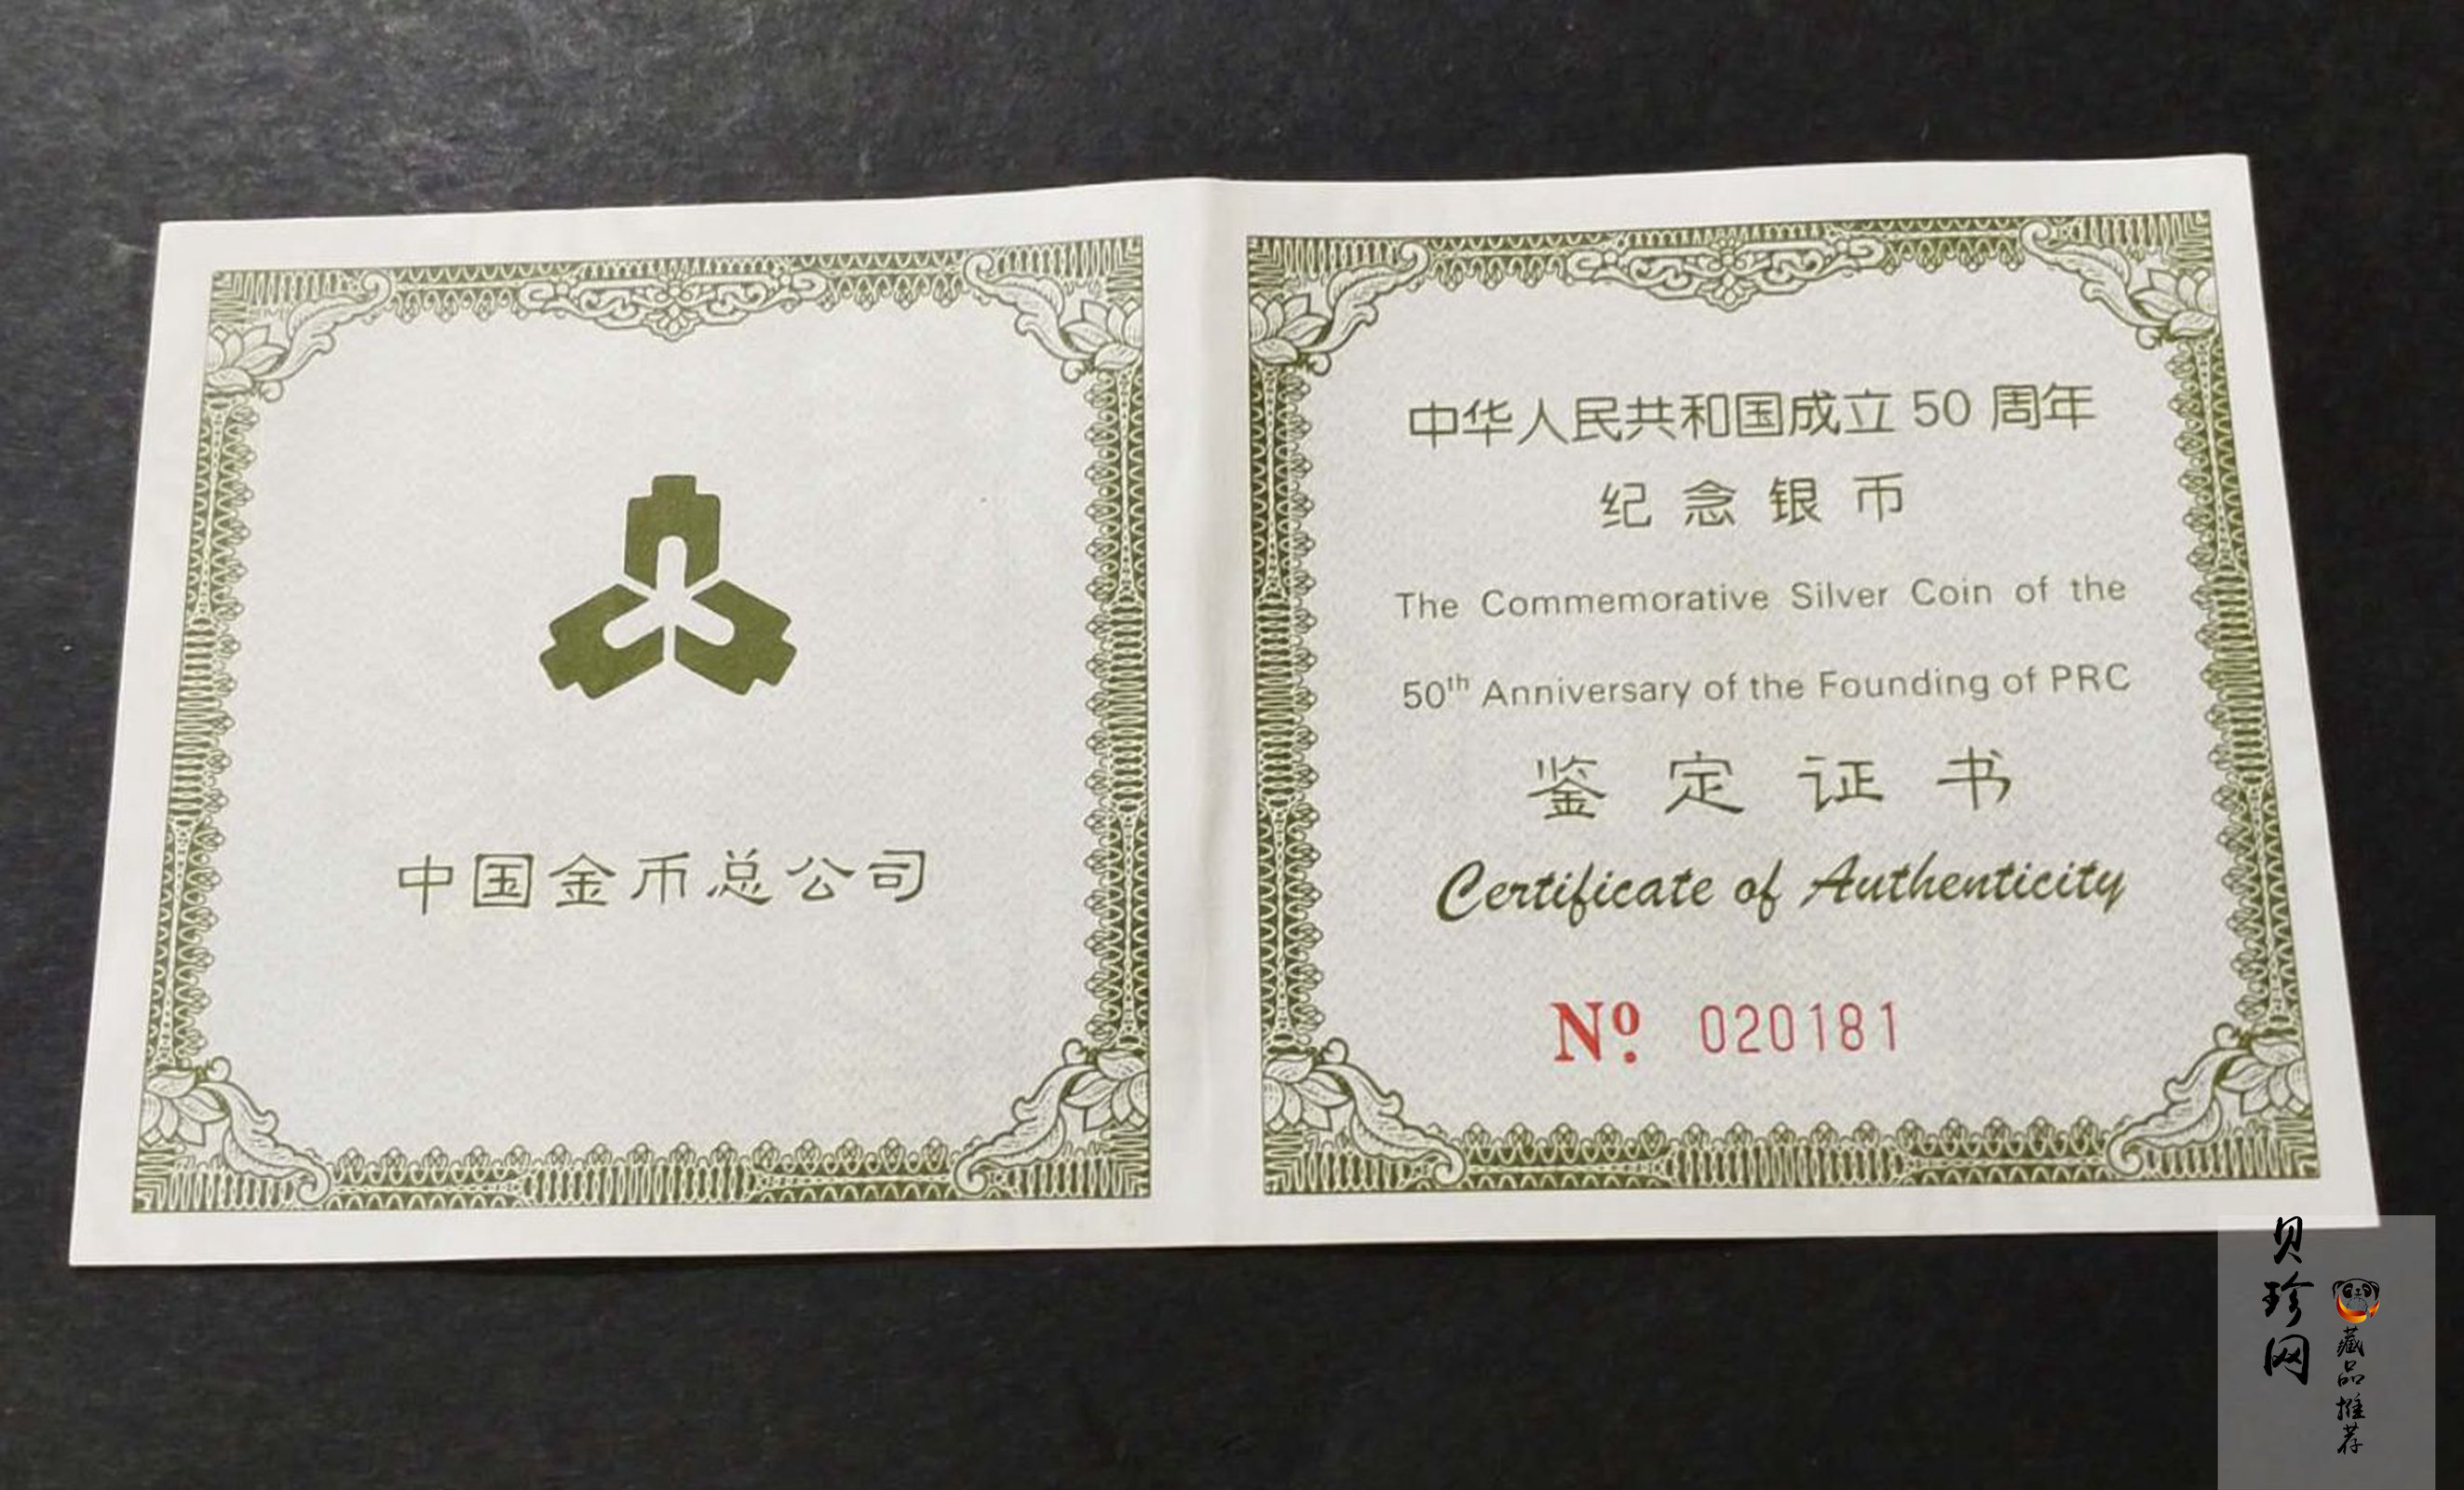 中国金币总公司
中华人民共和国成立 50 周年
纪念银币
The Commemorative Silver Coin of the
50th Anniversary of the Founding of PRC
鉴定证书
Certificate of Authenticity
Nº. 020181
贝珍网
藏品推荐